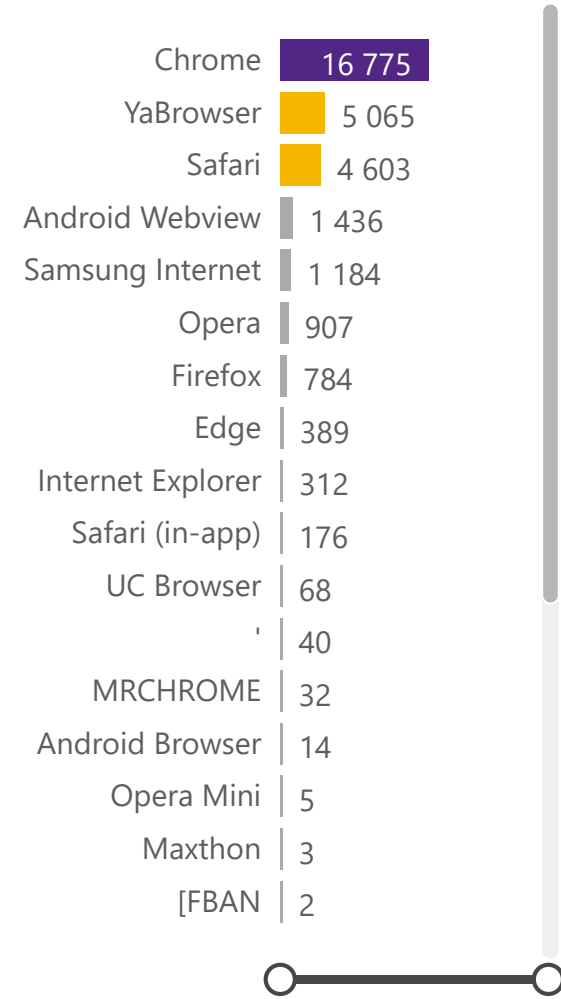 Chrome 16 775
YaBrowser 5 065
Safari 4 603
Android Webview 1 436
Samsung Internet 1 184
Opera 907
Firefox 784
Edge 389
Internet Explorer 312
Safari (in-app) 176
UC Browser 68
' 40
MRCHROME 32
Android Browser 14
Opera Mini 5
Maxthon 3
[FBAN 2